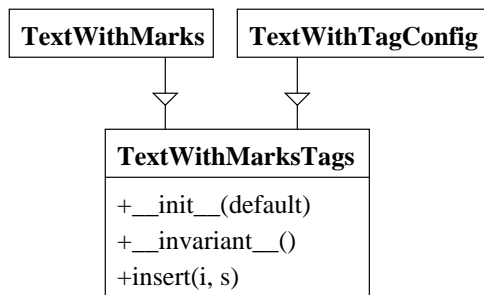 TextWithMarks
TextWithTagConfig
TextWithMarksTags
+__init__(default)
+__invariant__()
+insert(i, s)